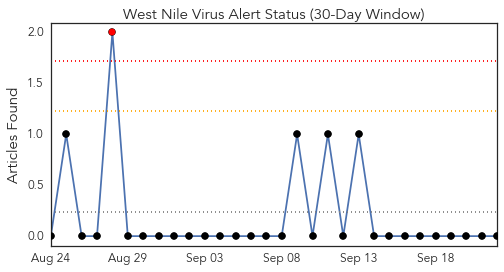 West Nile Virus Alert Status (30-Day Window)
Articles Found
2.0
1.5
1.0
0.5
0.0
Aug 24 Aug 29 Sep 03 Sep 08 Sep 13 Sep 18